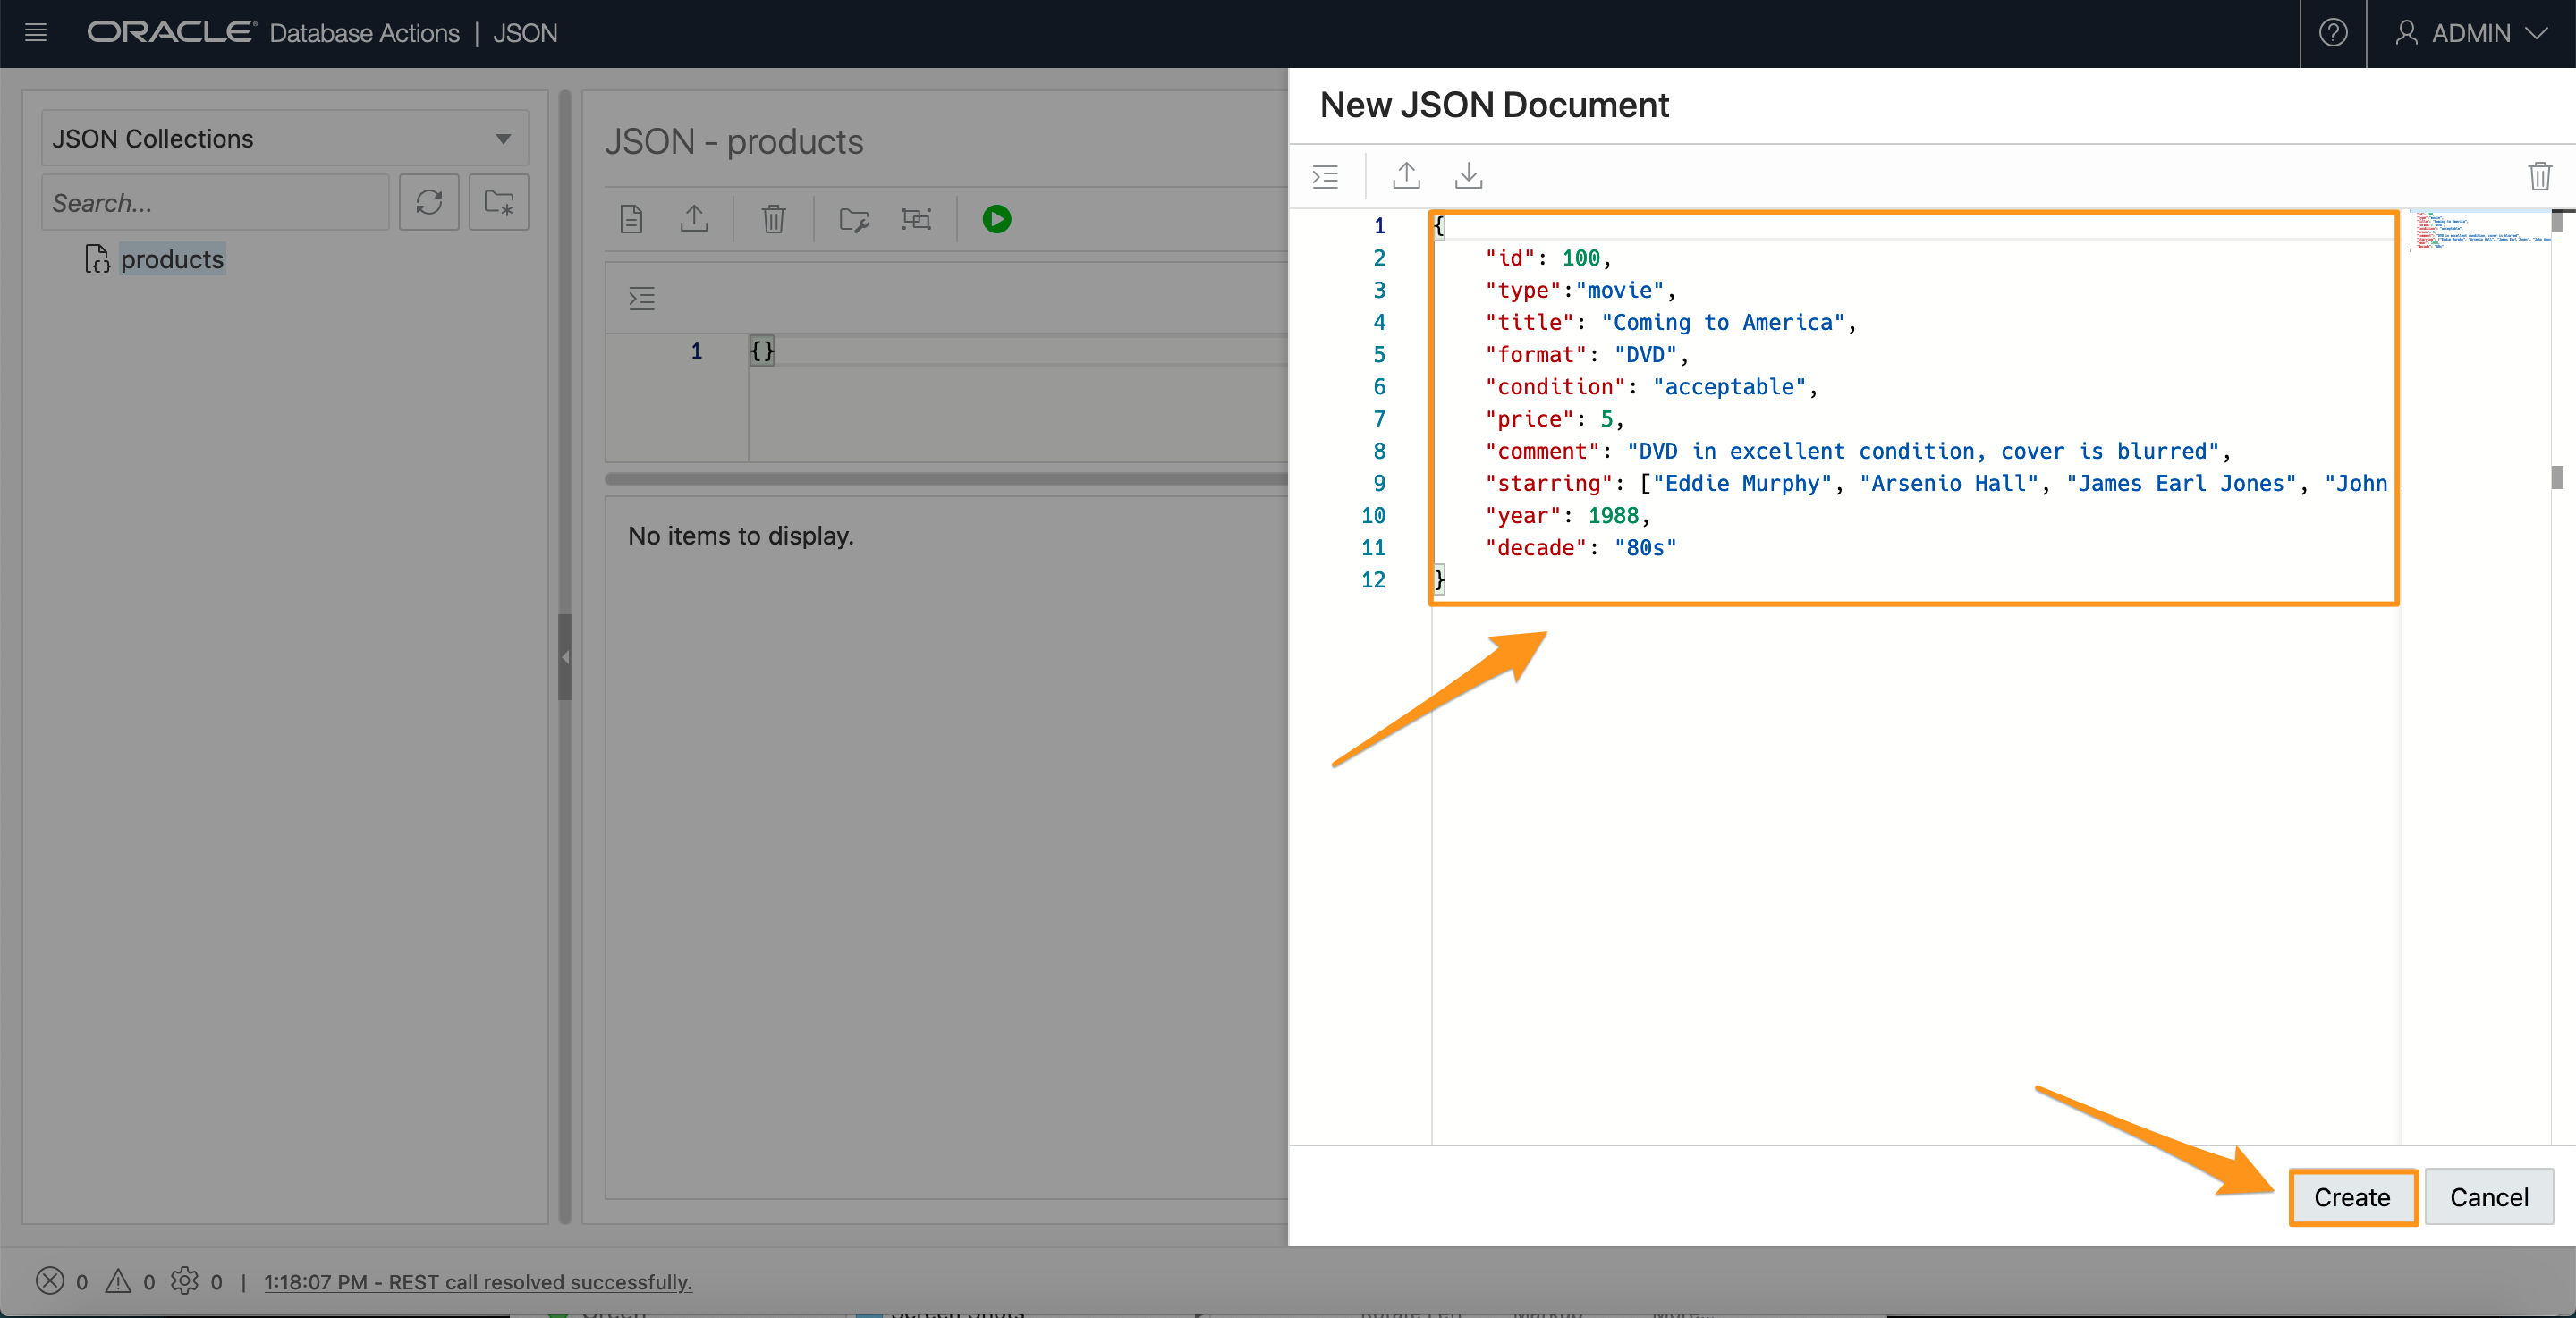 ORACLE Database Actions | JSON
ADMIN
JSON Collections
Search...
products
JSON - products
1 {}
No items to display.
New JSON Document
1 {
2 "id": 100,
3 "type":"movie",
4 "title": "Coming to America",
5 "format": "DVD",
6 "condition": "acceptable",
7 "price": 5,
8 "comment": "DVD in excellent condition, cover is blurred",
9 "starring": ["Eddie Murphy", "Arsenio Hall", "James Earl Jones", "John
10 "year": 1988,
11 "decade": "80s"
12 }
Create Cancel
0 0 0 | 1:18:07 PM - REST call resolved successfully.